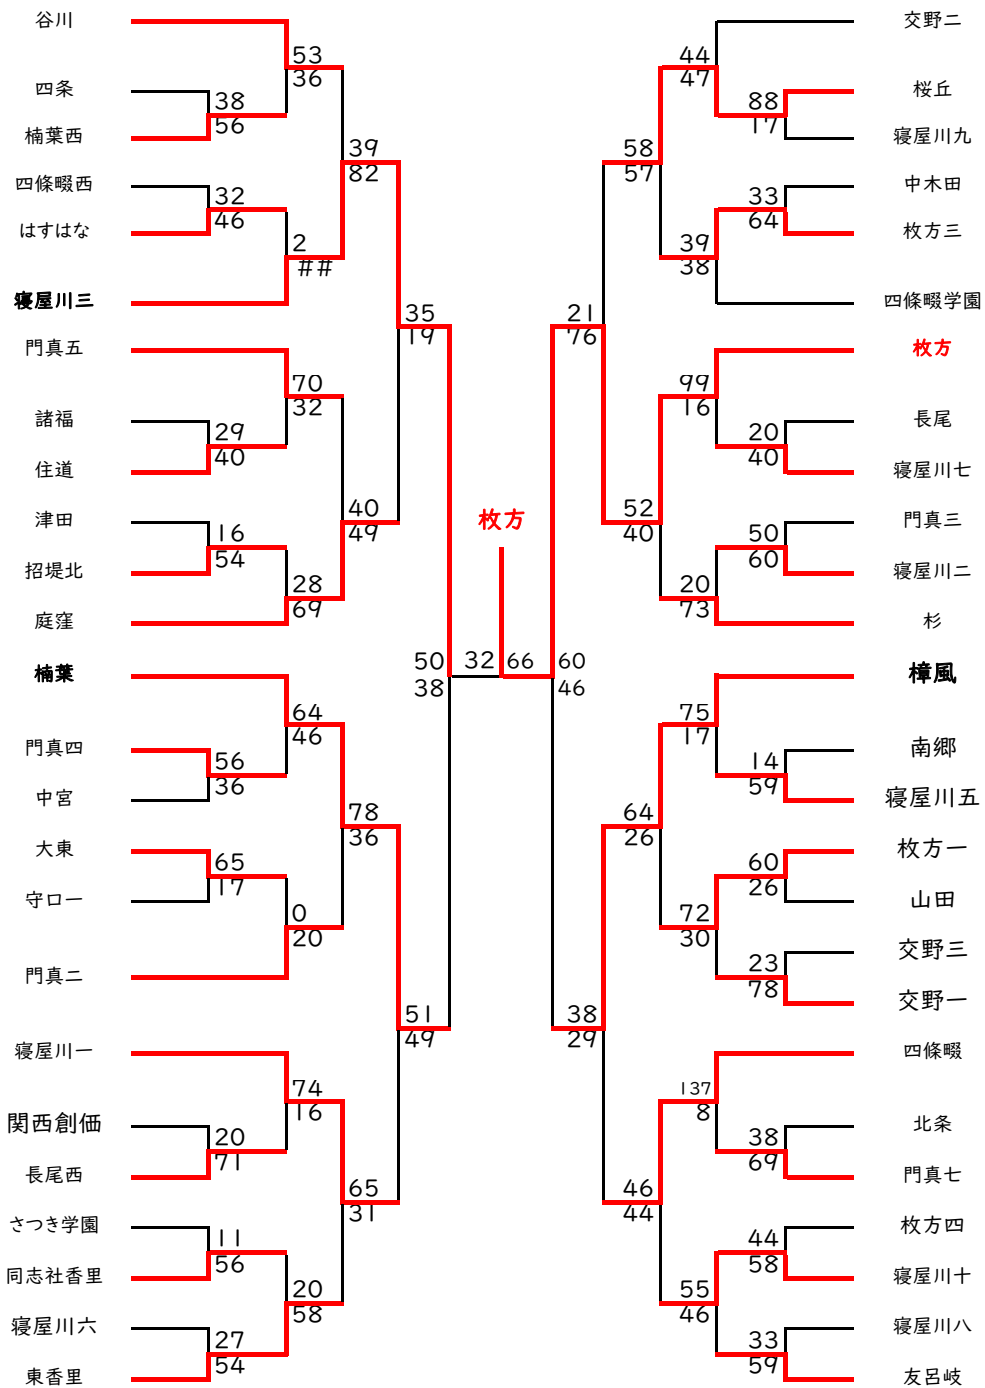 谷川
53
36
四条
38
56
楠葉西
39
82
四條畷西
32
46
はすはな
2
##
寝屋川三
35
19
門真五
70
32
諸福
29
40
住道
40
49
津田
16
54
招堤北
28
69
庭窪
楠葉
50
38
64
46
門真四
56
36
中宮
78
36
大東
65
17
守口一
0
20
門真二
51
49
寝屋川一
74
16
関西創価
20
71
長尾西
65
31
さつき学園
11
56
同志社香里
20
58
寝屋川六
27
54
東香里
枚方
32
66
交野二
44
47
桜丘
88
17
寝屋川九
58
57
中木田
33
64
枚方三
39
38
四條畷学園
21
76
枚方
99
16
長尾
20
40
寝屋川七
52
40
門真三
50
60
寝屋川二
20
73
杉
60
46
樟風
75
17
南郷
14
59
寝屋川五
64
26
枚方一
60
26
山田
72
30
交野三
23
78
交野一
38
29
四條畷
137
8
北条
38
69
門真七
46
44
枚方四
44
58
寝屋川十
55
46
寝屋川八
33
59
友呂岐